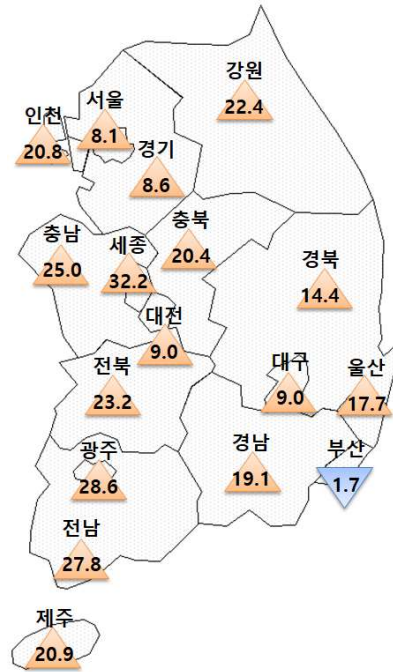 강원
22.4
서울
8.1
인천
20.8
경기
8.6
충북
20.4
충남
25.0
세종
32.2
경북
14.4
대전
9.0
대구
9.0
울산
17.7
전북
23.2
경남
19.1
부산
1.7
광주
28.6
전남
27.8
제주
20.9